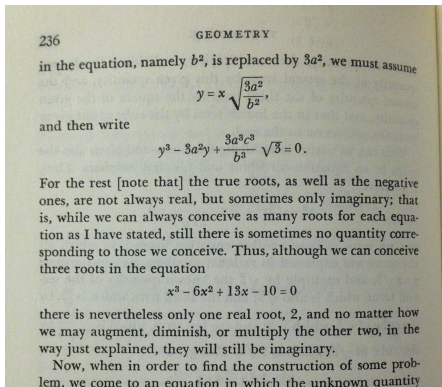 236
GEOMETRY
in the equation, namely b², is replaced by 3a², we must assume
y = x √(3a²/b²),
and then write
y³ – 3a²y + (3a³c³/b³) √3 = 0.
For the rest [note that] the true roots, as well as the negative
ones, are not always real, but sometimes only imaginary; that
is, while we can always conceive as many roots for each equa-
tion as I have stated, still there is sometimes no quantity corre-
sponding to those we conceive. Thus, although we can conceive
three roots in the equation
x³ – 6x² + 13x – 10 = 0
there is nevertheless only one real root, 2, and no matter how
we may augment, diminish, or multiply the other two, in the
way just explained, they will still be imaginary.
Now, when in order to find the construction of some prob-
lem, we come to an equation in which the unknown quantity